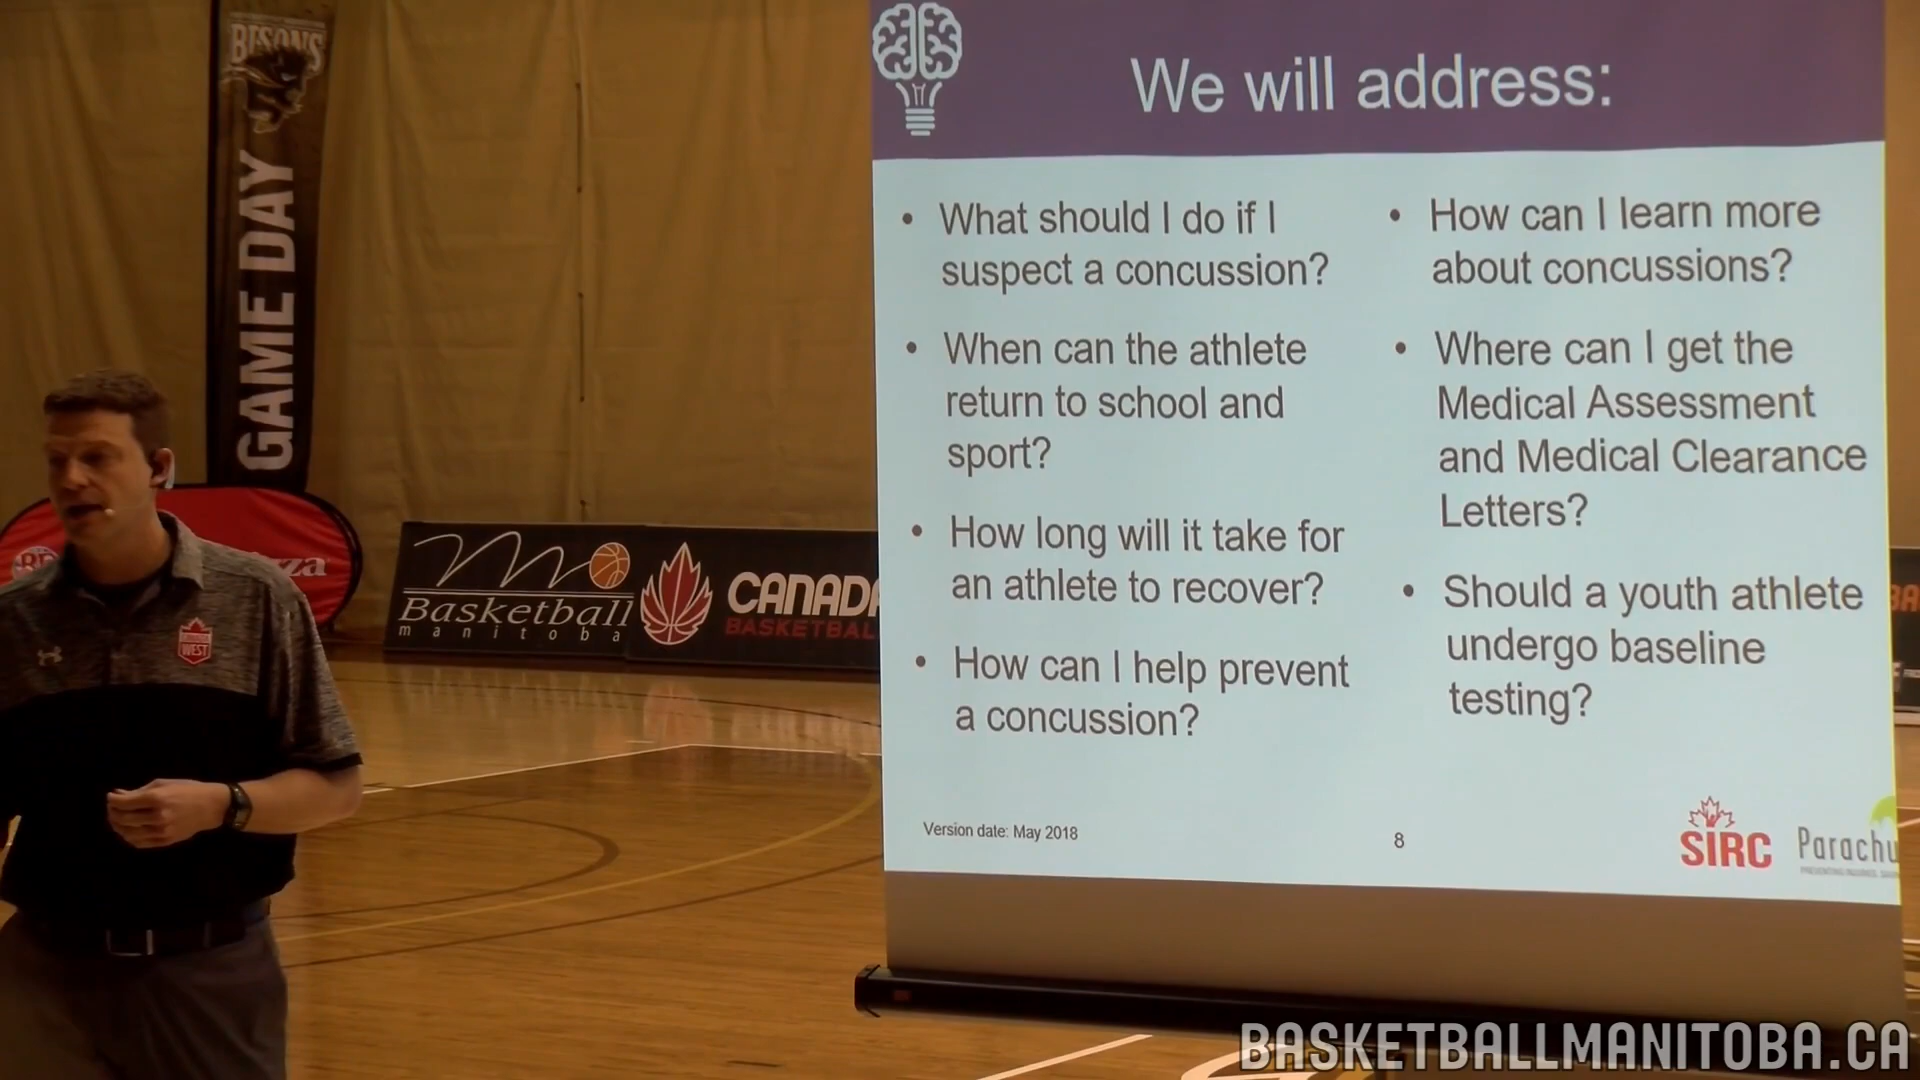 BISONS
GAME DAY
We will address:
• What should I do if I
suspect a concussion?
• When can the athlete
return to school and
sport?
• How long will it take for
an athlete to recover?
• How can I help prevent
a concussion?
• How can I learn more
about concussions?
• Where can I get the
Medical Assessment
and Medical Clearance
Letters?
• Should a youth athlete
undergo baseline
testing?
Version date: May 2018
8
SIRC
Parachu
Basketball
manitoba
CANADA
BASKETBAL
WEST
BASKETBALLMANITOBA.CA